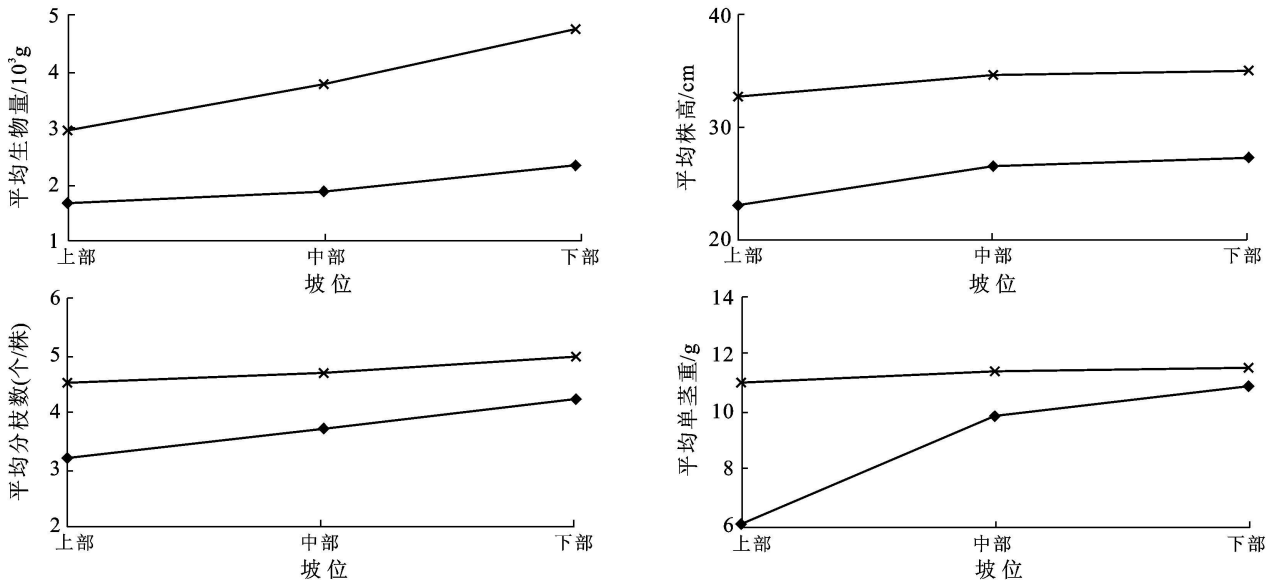 平均生物量/10³g
5
4
3
2
1
上部
中部
下部
坡位
平均株高/cm
40
30
20
上部
中部
下部
坡位
平均分枝数(个/株)
6
5
4
3
2
上部
中部
下部
坡位
平均单茎重/g
14
12
10
8
6
上部
中部
下部
坡位